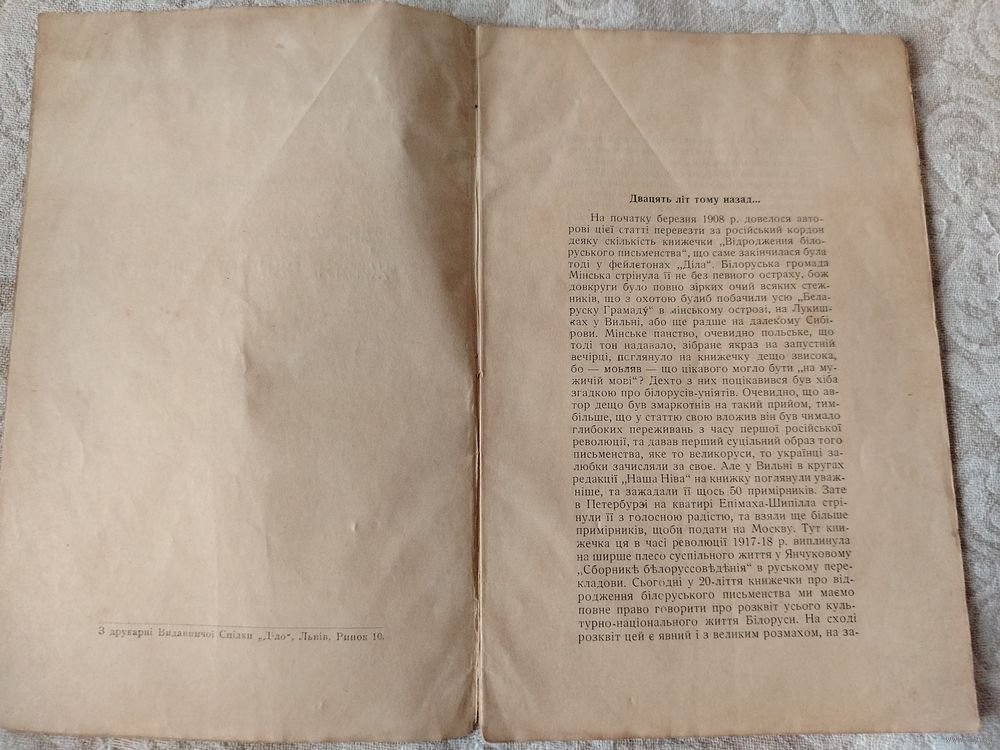 З друкарні Видавничої Спілки „Діло“, Львів, Ринок 10.
Двацять літ тому назад...
На початку березня 1908 р. довелося авто-
рові цієї статті перевезти за російський кордон
деяку скількість книжечки „Відродження біло-
руського письменства“, що саме закінчилася була
тоді у фейлєтонах „Діла“. Білоруська громада
Мінська стрінула її не без певного остраху, бож
довкруги було повно зірких очий всяких стеж-
ників, що з охотою булиб побачили усю „Бела-
руску Грамаду“ в мінському острозі, на Лукиш-
ках у Вильні, або ще радше на далекому Сибі-
рови. Мінське панство, очевидно польське, що
тоді тон надавало, зібране якраз на запустній
вечірці, поглянуло на книжечку дещо звисока,
бо — мовляв — що цікавого могло бути „на му-
жичій мові“? Дехто з них поцікавився був хіба
згадкою про білорусів-уніятів. Очевидно, що ав-
тор дещо був змаркотнів на такий прийом, тим-
більше, що у статтю свою вложив він був чимало
глибоких переживань з часу першої російської
революції, та давав перший суцільний образ того
письменства, яке то великоруси, то українці за-
любки зачисляли за своє. Але у Вильні в кругах
редакції „Наша Ніва“ на книжку поглянули уваж-
ніше, та зажадали її щось 50 примірників. Зате
в Петербурзі на кватирі Епімаха-Шипілла стрі-
нули її з голосною радістю, та взяли ще більше
примірників, щоби подати на Москву. Тут кни-
жечка ця в часі революції 1917-18 р. виплинула
на ширше плесо суспільного життя у Янчуковому
„Сборникѣ бѣлоруссовѣдѣнія“ в руському пере-
кладови. Сьогодні у 20-ліття книжечки про від-
родження білоруського письменства ми маємо
повне право говорити про розквіт усього куль-
турно-національного життя Білоруси. На сході
розквіт цей є явний і з великим розмахом, на за-